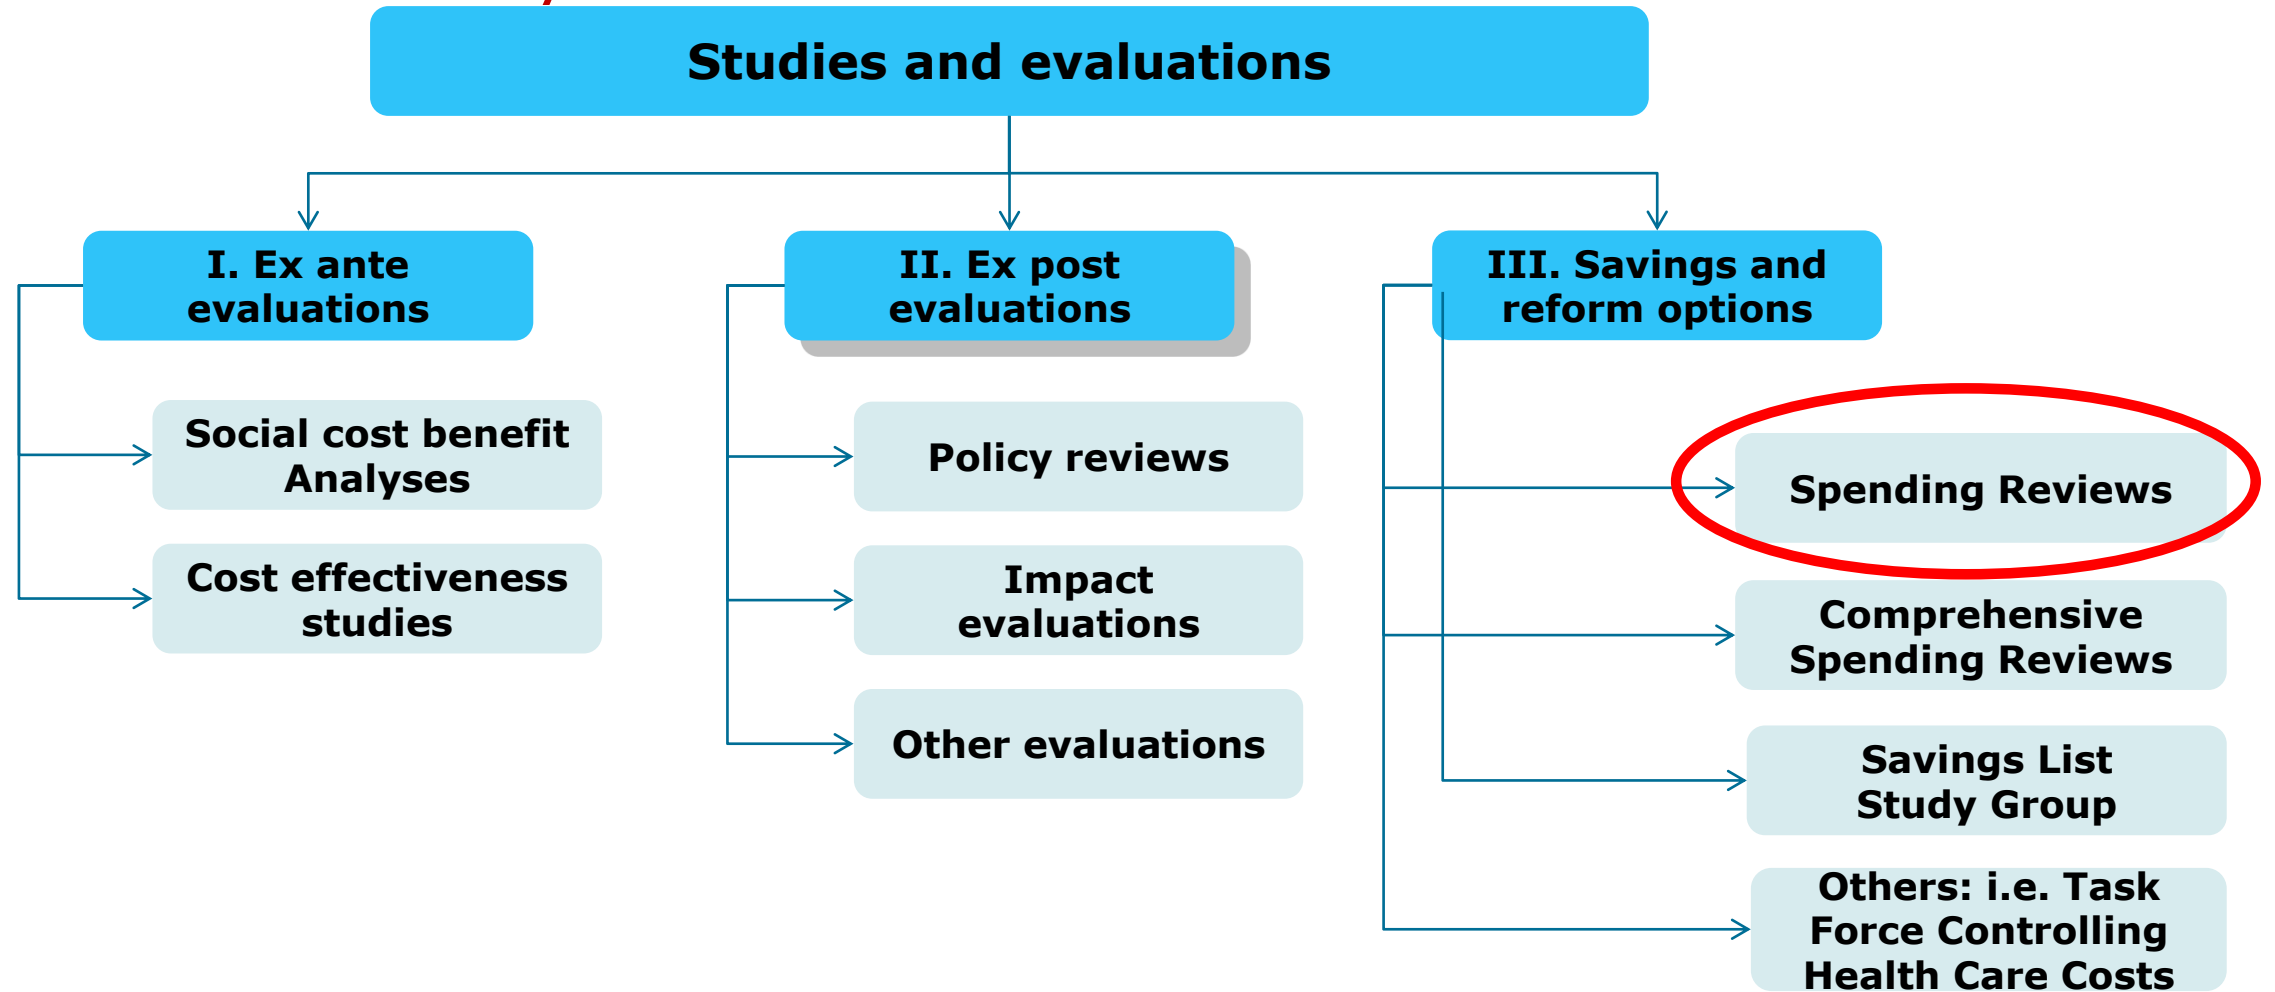 Studies and evaluations
I. Ex ante
evaluations
Social cost benefit
Analyses
Cost effectiveness
studies
II. Ex post
evaluations
Policy reviews
Impact
evaluations
Other evaluations
III. Savings and
reform options
Spending Reviews
Comprehensive
Spending Reviews
Savings List
Study Group
Others: i.e. Task
Force Controlling
Health Care Costs